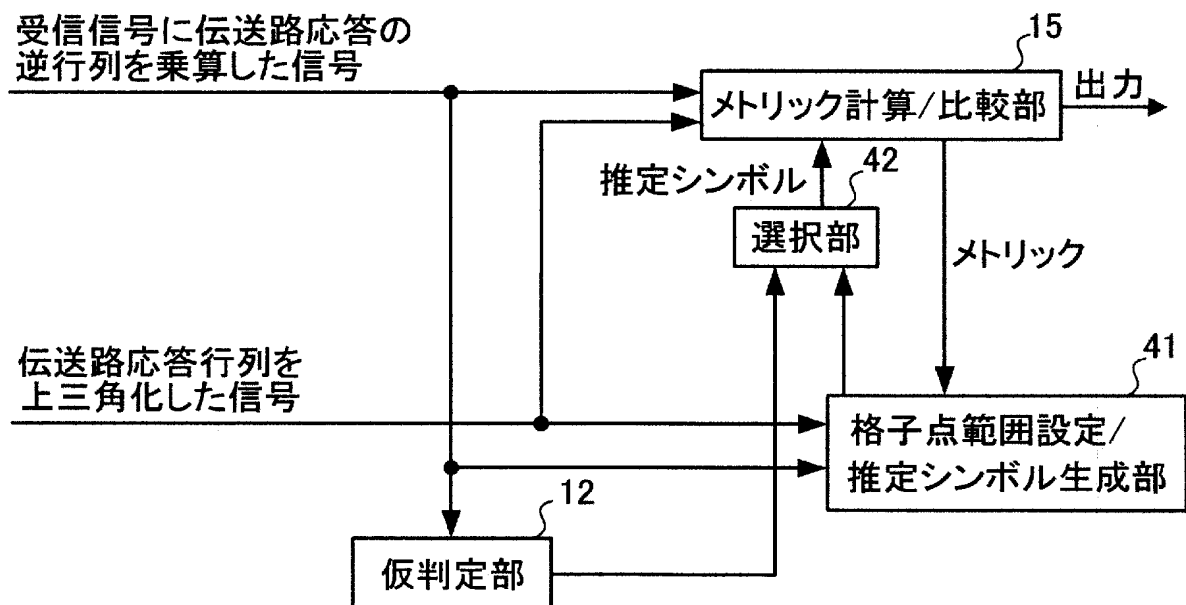 受信信号に伝送路応答の
逆行列を乗算した信号
15
メトリック計算/比較部
出力
推定シンボル
42
選択部
メトリック
伝送路応答行列を
上三角化した信号
41
格子点範囲設定/
推定シンボル生成部
12
仮判定部